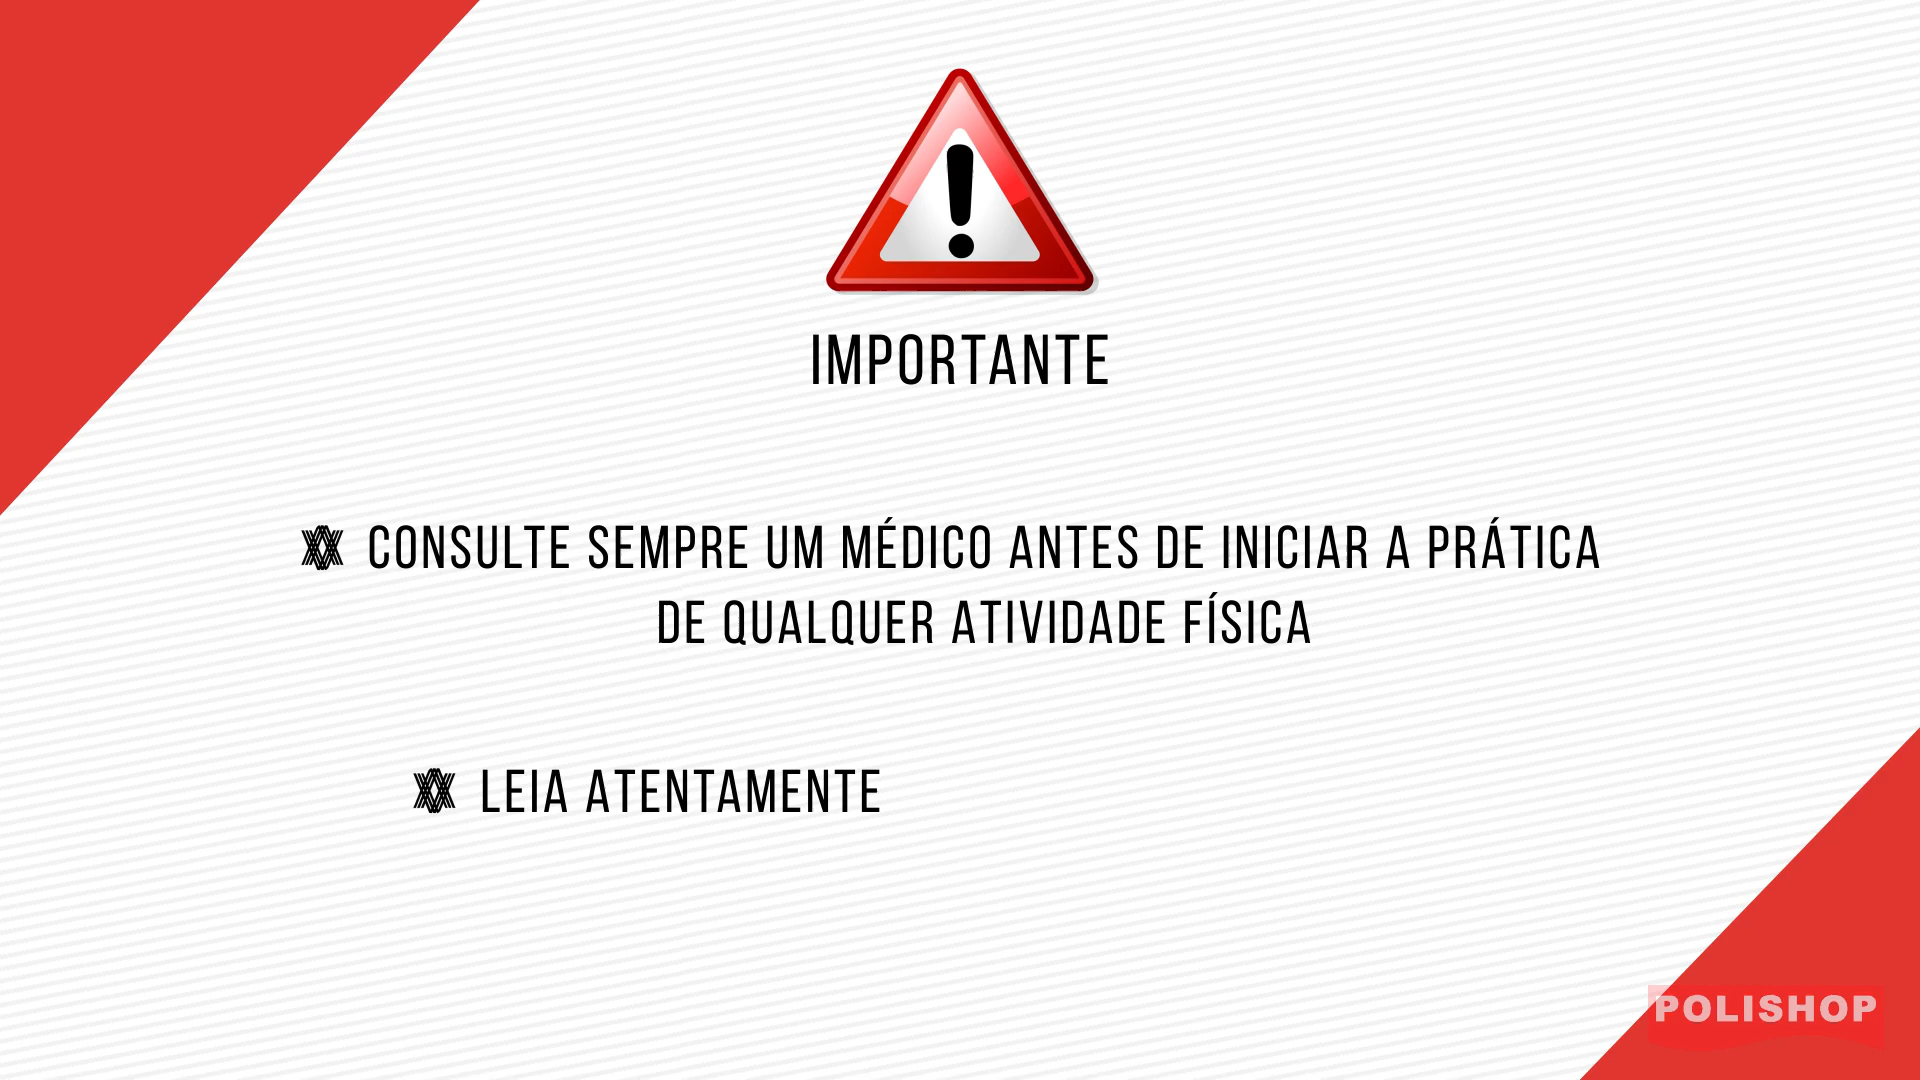 IMPORTANTE
CONSULTE SEMPRE UM MÉDICO ANTES DE INICIAR A PRÁTICA
DE QUALQUER ATIVIDADE FÍSICA
LEIA ATENTAMENTE
POLISHOP